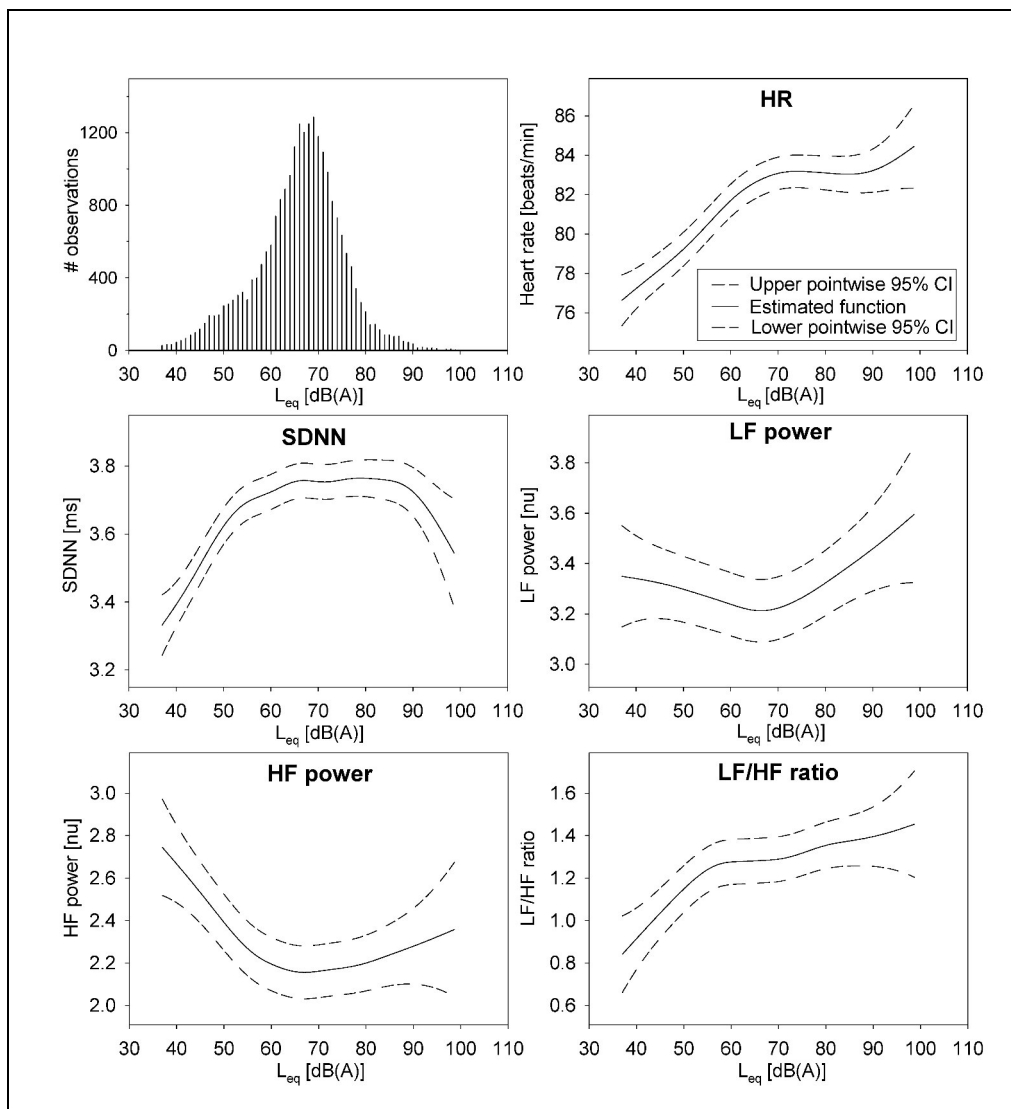 1200
800
400
0
# observations
30 40 50 60 70 80 90 100 110
Leq [dB(A)]
HR
86
84
82
80
78
76
Heart rate [beats/min]
Upper pointwise 95% CI
Estimated function
Lower pointwise 95% CI
30 40 50 60 70 80 90 100 110
Leq [dB(A)]
SDNN
3.8
3.6
3.4
3.2
SDNN [ms]
30 40 50 60 70 80 90 100 110
Leq [dB(A)]
LF power
3.8
3.6
3.4
3.2
3.0
LF power [nu]
30 40 50 60 70 80 90 100 110
Leq [dB(A)]
HF power
3.0
2.8
2.6
2.4
2.2
2.0
HF power [nu]
30 40 50 60 70 80 90 100 110
Leq [dB(A)]
LF/HF ratio
1.6
1.4
1.2
1.0
0.8
0.6
LF/HF ratio
30 40 50 60 70 80 90 100 110
Leq [dB(A)]